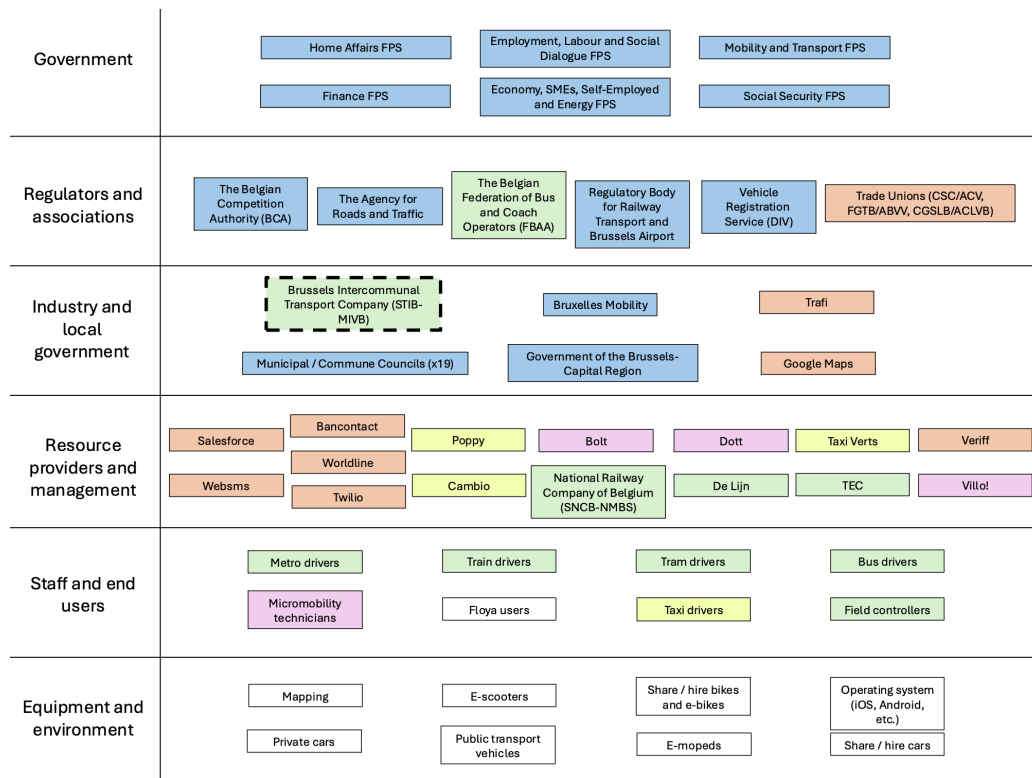 Government
Home Affairs FPS
Employment, Labour and Social
Dialogue FPS
Mobility and Transport FPS
Finance FPS
Economy, SMEs, Self-Employed
and Energy FPS
Social Security FPS
Regulators and
associations
The Belgian
Competition
Authority (BCA)
The Agency for
Roads and Traffic
The Belgian
Federation of Bus
and Coach
Operators (FBAA)
Regulatory Body
for Railway
Transport and
Brussels Airport
Vehicle
Registration
Service (DIV)
Trade Unions (CSC/ACV,
FGTB/ABVV, CGSLB/ACLVB)
Industry and
local
government
Brussels Intercommunal
Transport Company (STIB-
MIVB)
Bruxelles Mobility
Trafi
Municipal / Commune Councils (x19)
Government of the Brussels-
Capital Region
Google Maps
Resource
providers and
management
Salesforce
Bancontact
Poppy
Bolt
Dott
Taxi Verts
Veriff
Worldline
Websms
Twilio
Cambio
National Railway
Company of Belgium
(SNCB-NMBS)
De Lijn
TEC
Villo!
Staff and end
users
Metro drivers
Train drivers
Tram drivers
Bus drivers
Micromobility
technicians
Floya users
Taxi drivers
Field controllers
Equipment and
environment
Mapping
E-scooters
Share / hire bikes
and e-bikes
Operating system
(iOS, Android,
etc.)
Private cars
Public transport
vehicles
E-mopeds
Share / hire cars